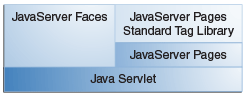 JavaServer Faces
JavaServer Pages
Standard Tag Library
JavaServer Pages
Java Servlet